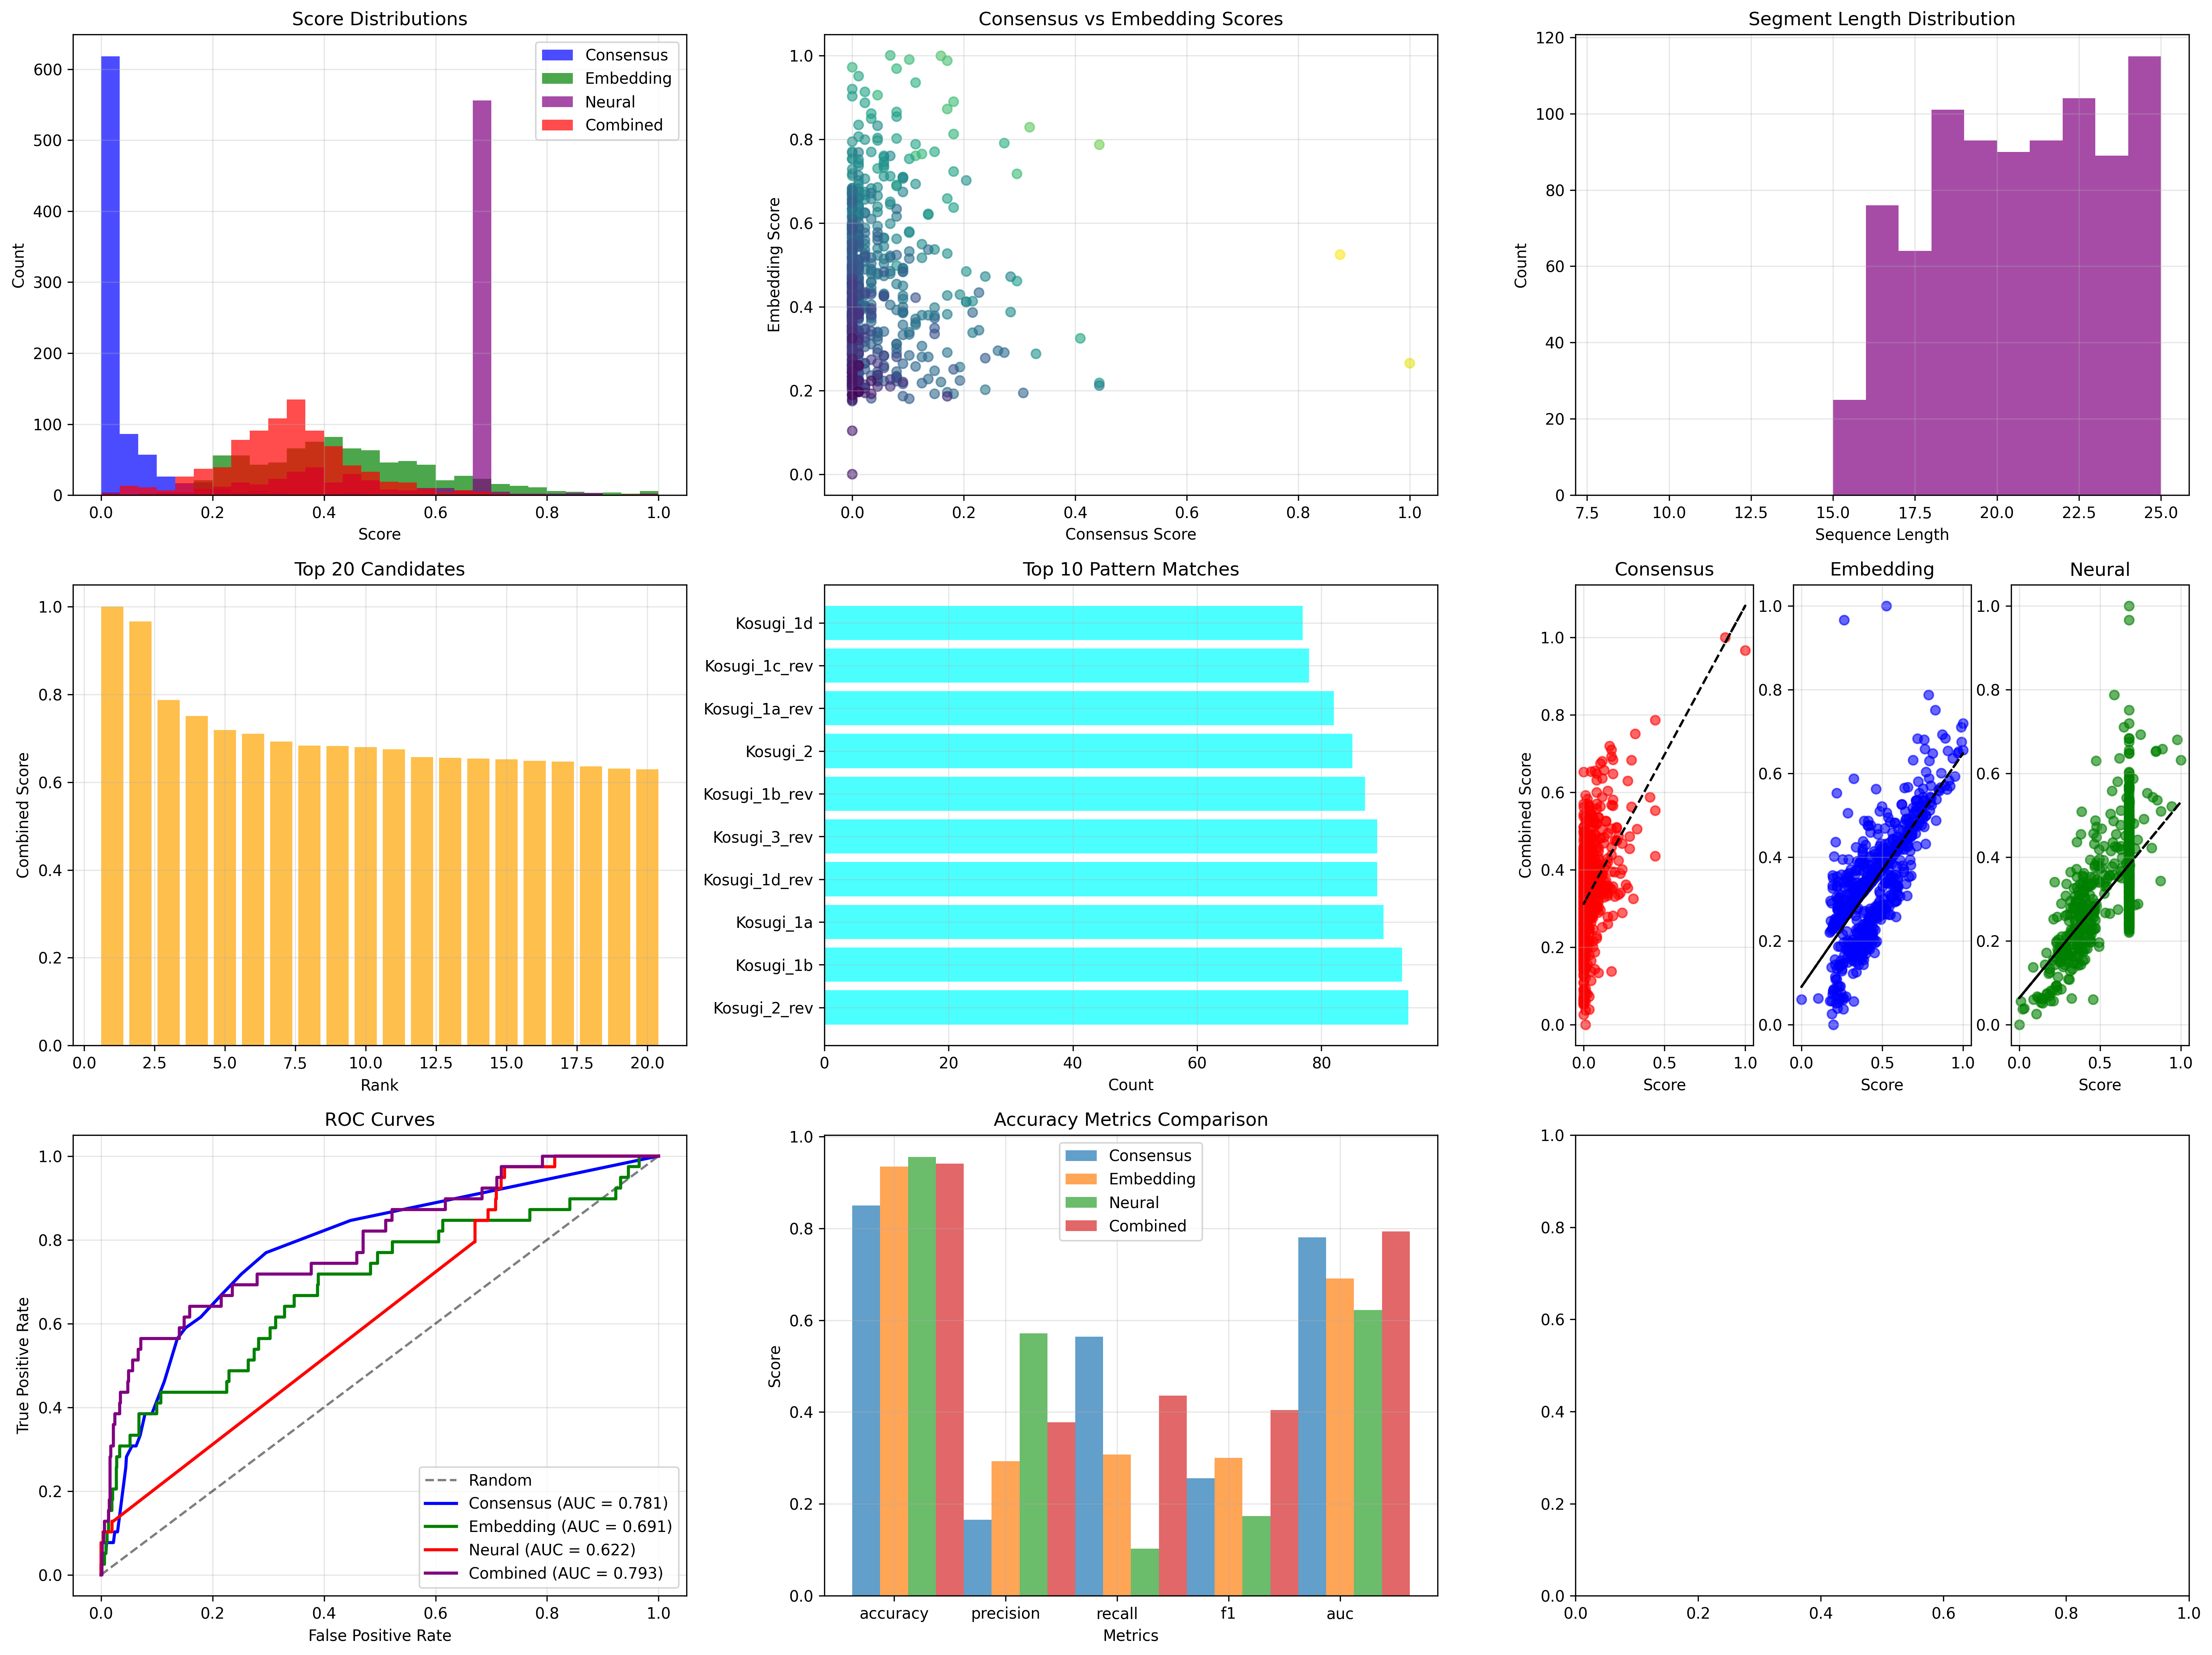 Score Distributions
600
500
400
300
200
100
0
Count
0.0 0.2 0.4 0.6 0.8 1.0
Score
Consensus
Embedding
Neural
Combined
Consensus vs Embedding Scores
1.0
0.8
0.6
0.4
0.2
0.0
Embedding Score
0.0 0.2 0.4 0.6 0.8 1.0
Consensus Score
Segment Length Distribution
120
100
80
60
40
20
0
Count
7.5 10.0 12.5 15.0 17.5 20.0 22.5 25.0
Sequence Length
Top 20 Candidates
1.0
0.8
0.6
0.4
0.2
0.0
Combined Score
0.0 2.5 5.0 7.5 10.0 12.5 15.0 17.5 20.0
Rank
Top 10 Pattern Matches
Kosugi_1d
Kosugi_1c_rev
Kosugi_1a_rev
Kosugi_2
Kosugi_1b_rev
Kosugi_3_rev
Kosugi_1d_rev
Kosugi_1a
Kosugi_1b
Kosugi_2_rev
0 20 40 60 80
Count
Consensus
1.0
0.8
0.6
0.4
0.2
0.0
Combined Score
0.0 0.5 1.0
Score
Embedding
1.0
0.8
0.6
0.4
0.2
0.0
0.0 0.5 1.0
Score
Neural
1.0
0.8
0.6
0.4
0.2
0.0
0.0 0.5 1.0
Score
ROC Curves
1.0
0.8
0.6
0.4
0.2
0.0
True Positive Rate
0.0 0.2 0.4 0.6 0.8 1.0
False Positive Rate
Random
Consensus (AUC = 0.781)
Embedding (AUC = 0.691)
Neural (AUC = 0.622)
Combined (AUC = 0.793)
Accuracy Metrics Comparison
1.0
0.8
0.6
0.4
0.2
0.0
Score
Consensus
Embedding
Neural
Combined
accuracy precision recall f1 auc
Metrics
1.0
0.8
0.6
0.4
0.2
0.0
0.0 0.2 0.4 0.6 0.8 1.0